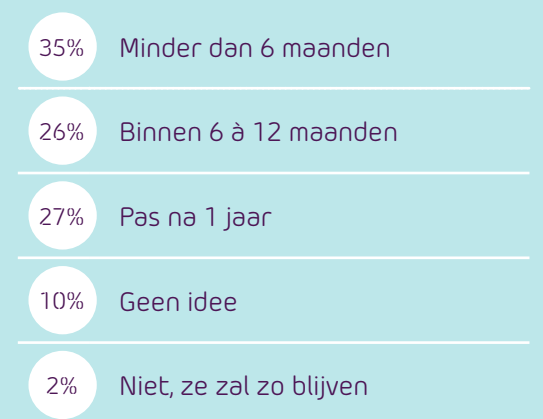 35% Minder dan 6 maanden
26% Binnen 6 à 12 maanden
27% Pas na 1 jaar
10% Geen idee
2% Niet, ze zal zo blijven